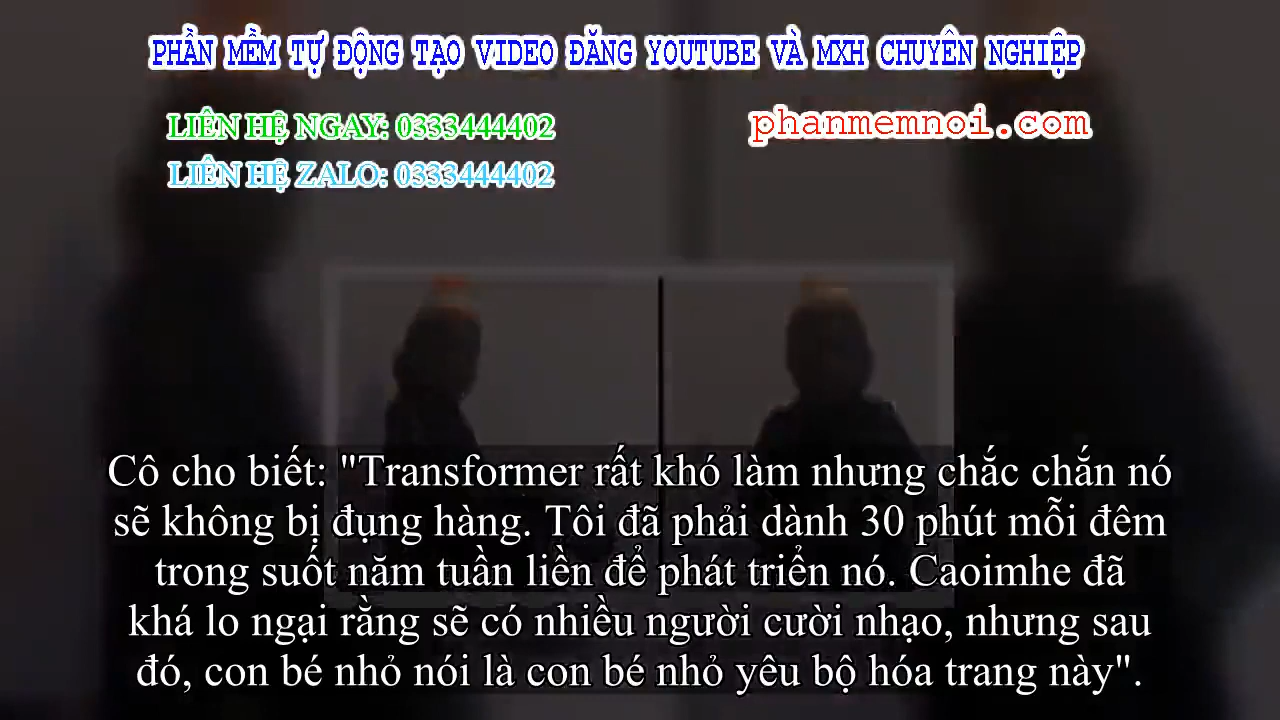 PHẦN MỀM TỰ ĐỘNG TẠO VIDEO ĐĂNG YOUTUBE VÀ MXH CHUYÊN NGHIỆP
LIÊN HỆ NGAY: 0333444402
phanmemnoi.com
LIÊN HỆ ZALO: 0333444402
Cô cho biết: "Transformer rất khó làm nhưng chắc chắn nó
sẽ không bị đụng hàng. Tôi đã phải dành 30 phút mỗi đêm
trong suốt năm tuần liền để phát triển nó. Caoimhe đã
khá lo ngại rằng sẽ có nhiều người cười nhạo, nhưng sau
đó, con bé nhỏ nói là con bé nhỏ yêu bộ hóa trang này".